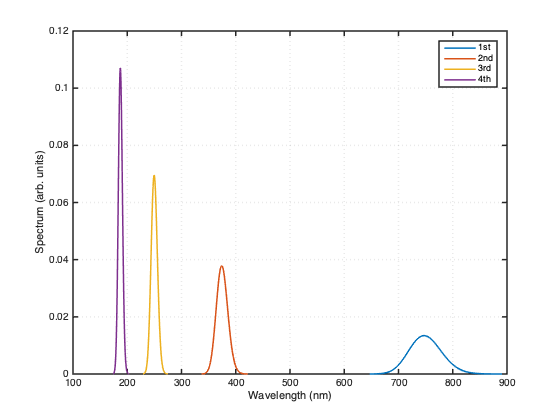 0.12
0.1
0.08
0.06
0.04
0.02
0
Spectrum (arb. units)
1st
2nd
3rd
4th
100 200 300 400 500 600 700 800 900
Wavelength (nm)